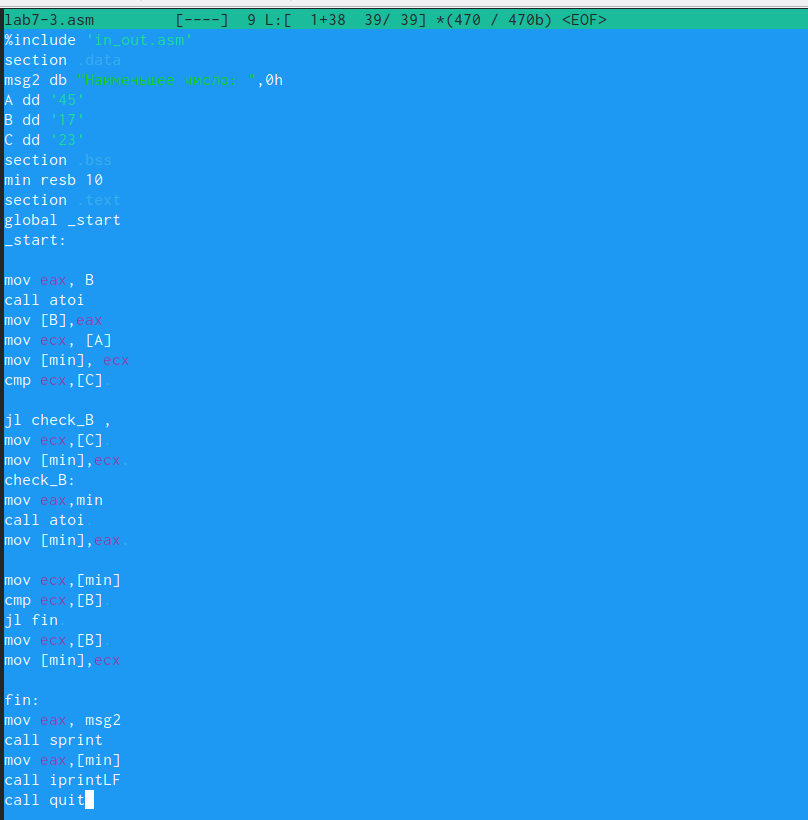 lab7-3.asm [----] 9 L:[ 1+38 39/ 39] *(470 / 470b) <EOF>
%include 'in_out.asm'
section .data
msg2 db "Наименьшее число: ",0h
A dd '45'
B dd '17'
C dd '23'
section .bss
min resb 10
section .text
global _start
_start:
mov eax, B
call atoi
mov [B],eax
mov ecx, [A]
mov [min], ecx
cmp ecx,[C]
jl check_B ,
mov ecx,[C]
mov [min],ecx
check_B:
mov eax,min
call atoi
mov [min],eax
mov ecx,[min]
cmp ecx,[B]
jl fin
mov ecx,[B]
mov [min],ecx
fin:
mov eax, msg2
call sprint
mov eax,[min]
call iprintLF
call quit